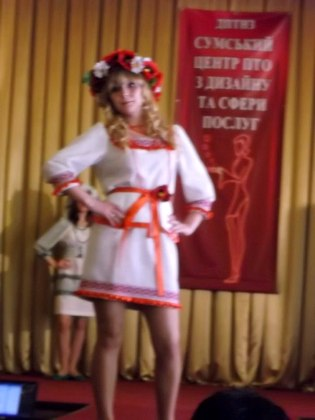 ДПТНЗ
СУМСЬКИЙ
ЦЕНТР ПТО
З ДИЗАЙНУ
ТА СФЕРИ
ПОСЛУГ